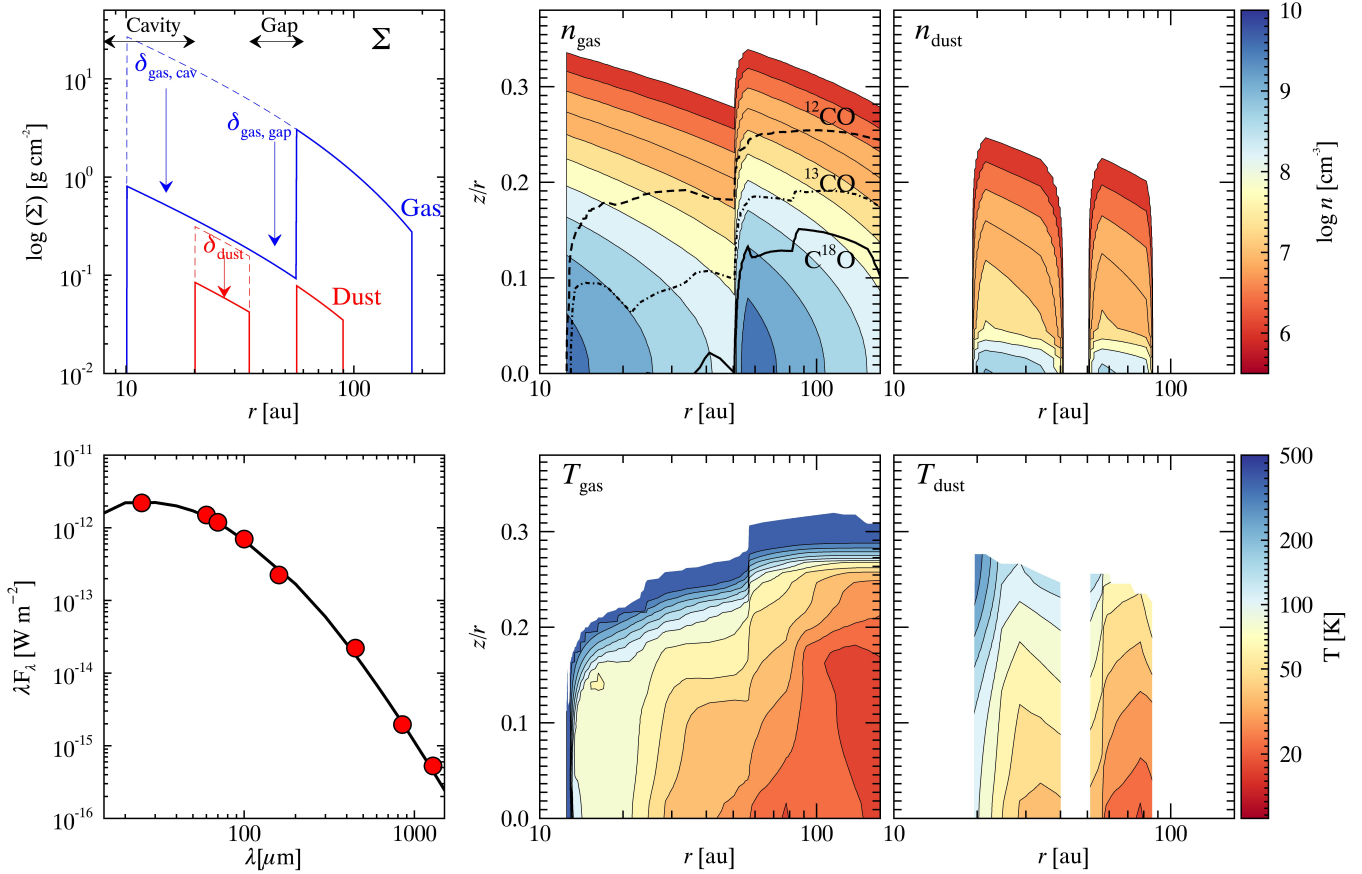 Cavity
Gap
Σ
δgas, cav
δgas, gap
δdust
Gas
Dust
log (Σ) [g cm-2]
10^1
10^0
10^-1
10^-2
10
100
r [au]
ngas
12CO
13CO
C18O
z/r
0.3
0.2
0.1
0.0
10
100
r [au]
ndust
100
r [au]
log n [cm-3]
10
9
8
7
6
λFλ [W m−2]
10^-11
10^-12
10^-13
10^-14
10^-15
10^-16
100
1000
λ[μm]
Tgas
z/r
0.3
0.2
0.1
0.0
10
100
r [au]
Tdust
100
r [au]
T [K]
500
200
100
50
20